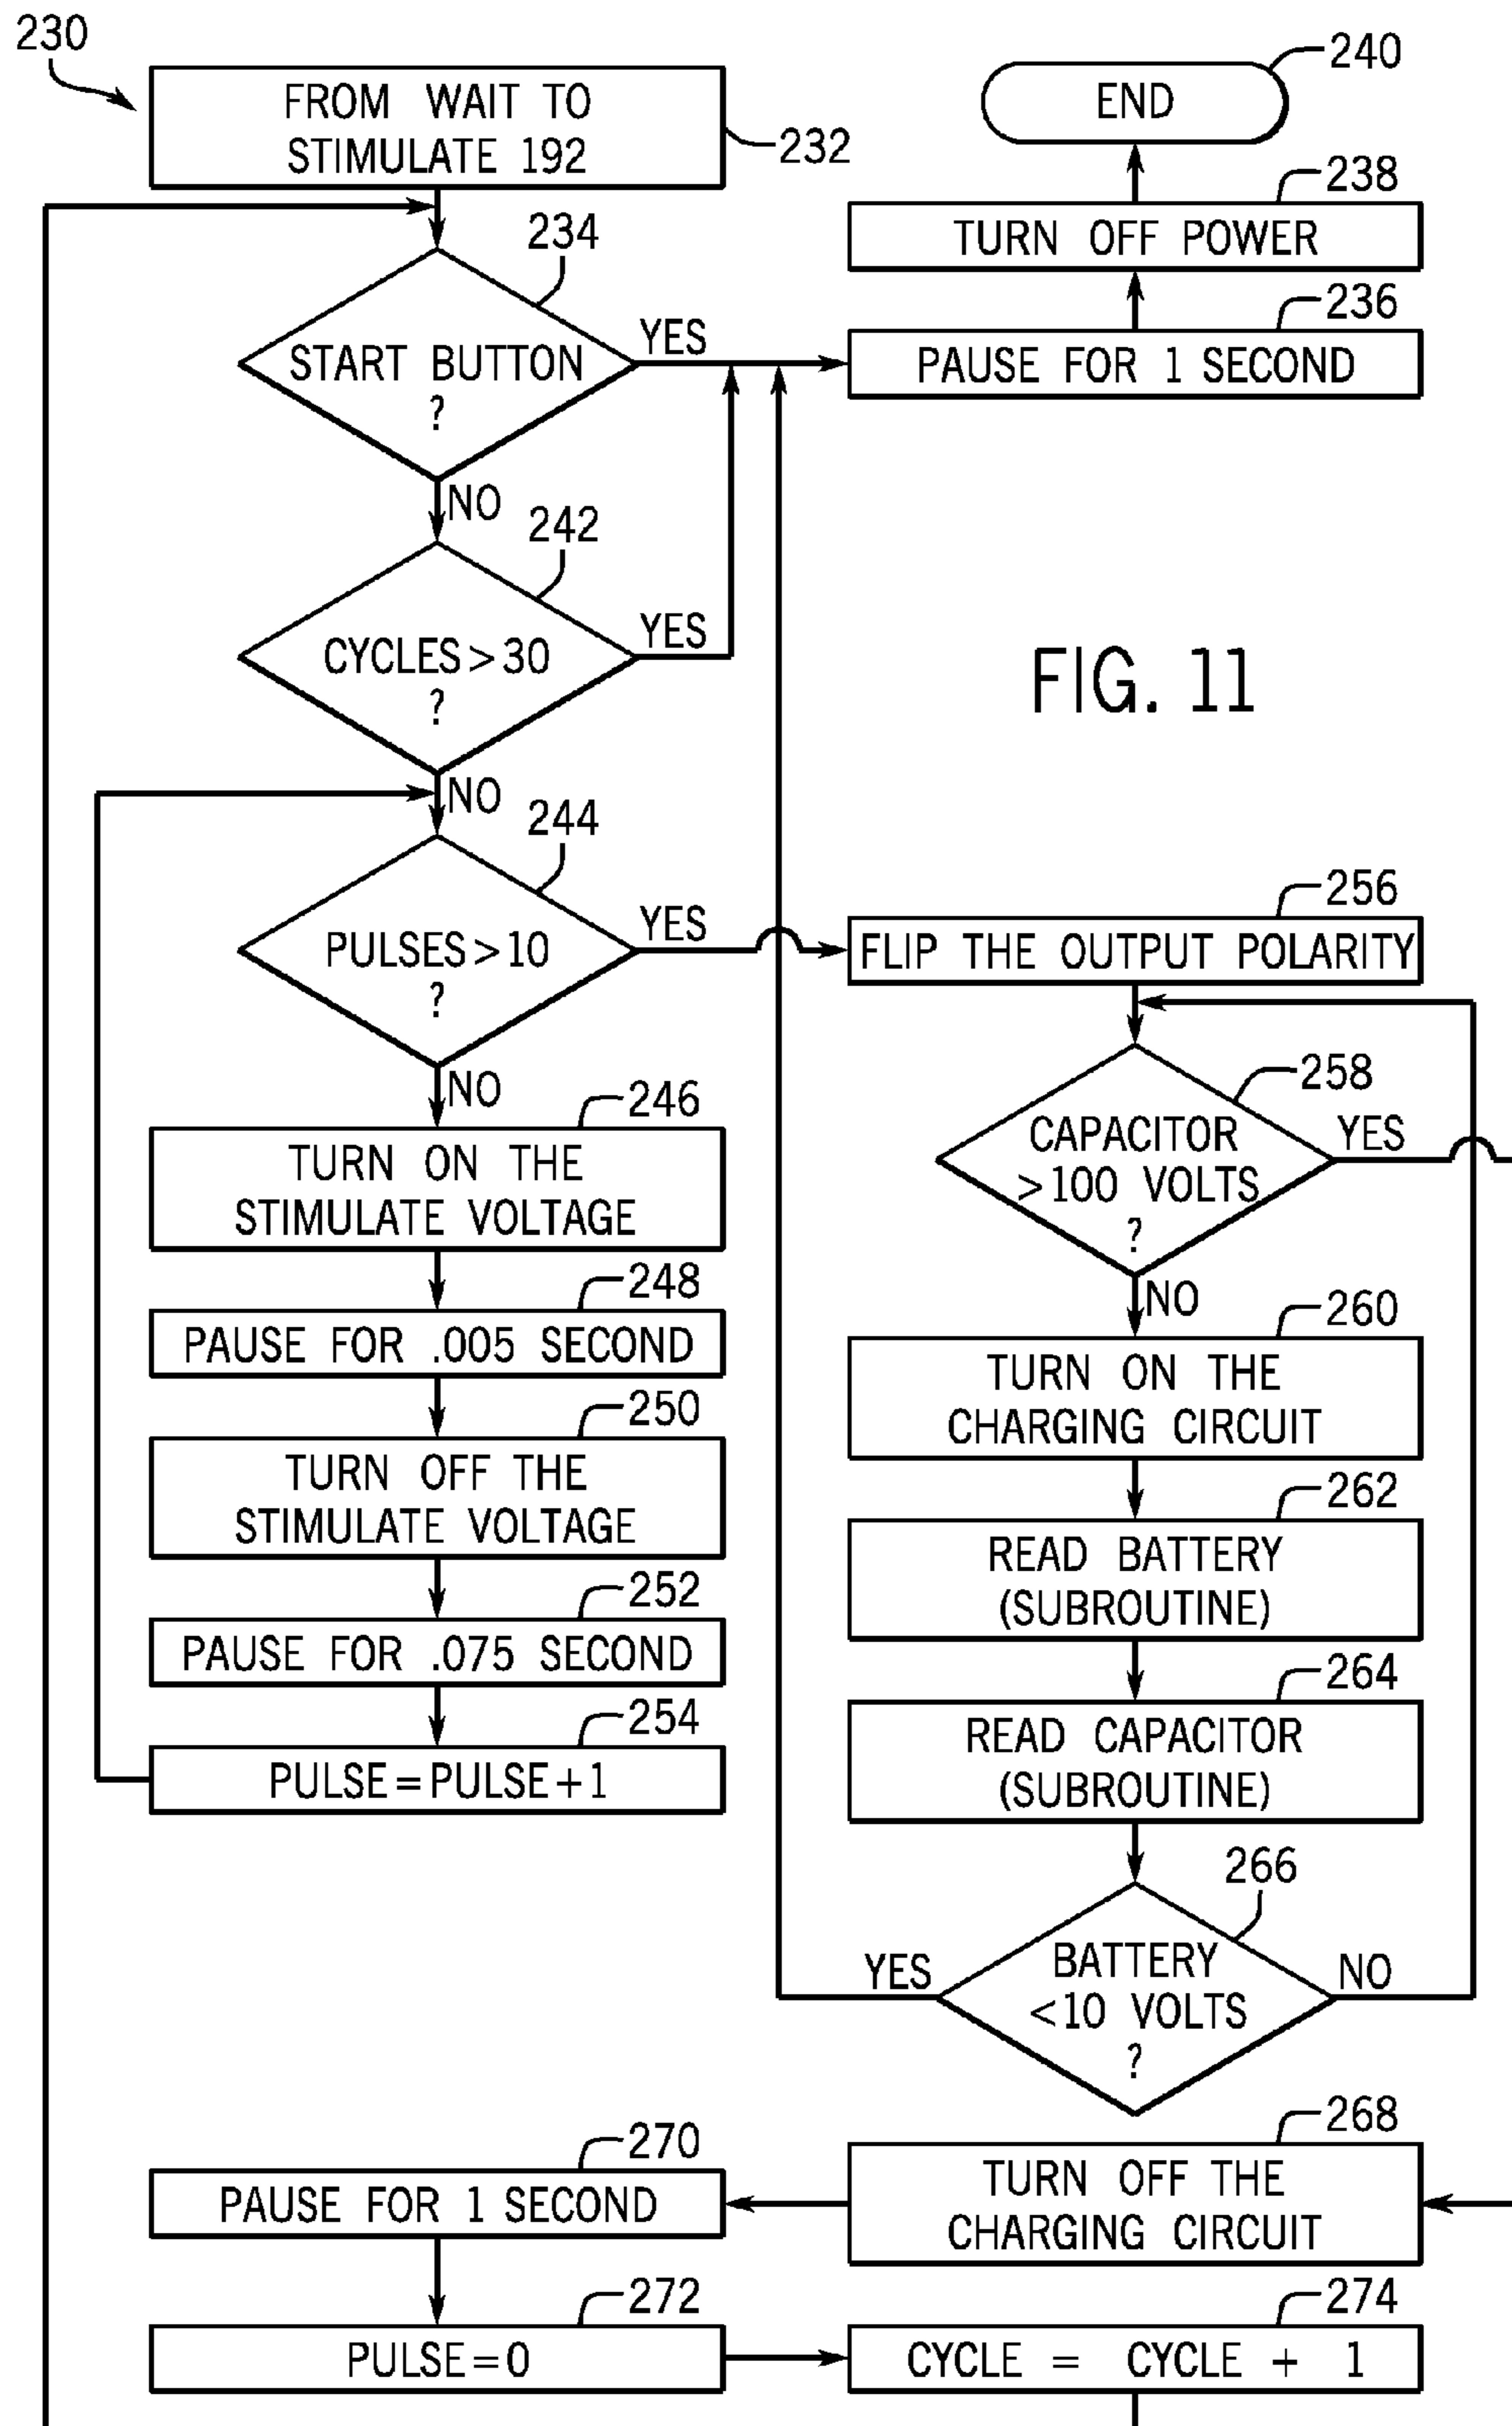 230
FROM WAIT TO
STIMULATE 192
232
234
START BUTTON
?
YES
NO
END
240
238
TURN OFF POWER
236
PAUSE FOR 1 SECOND
242
CYCLES>30
?
YES
NO
FIG. 11
244
PULSES>10
?
YES
NO
246
TURN ON THE
STIMULATE VOLTAGE
248
PAUSE FOR .005 SECOND
250
TURN OFF THE
STIMULATE VOLTAGE
252
PAUSE FOR .075 SECOND
254
PULSE=PULSE+1
256
FLIP THE OUTPUT POLARITY
258
CAPACITOR
>100 VOLTS
?
YES
NO
260
TURN ON THE
CHARGING CIRCUIT
262
READ BATTERY
(SUBROUTINE)
264
READ CAPACITOR
(SUBROUTINE)
266
BATTERY
<10 VOLTS
?
YES
NO
268
TURN OFF THE
CHARGING CIRCUIT
270
PAUSE FOR 1 SECOND
272
PULSE=0
274
CYCLE = CYCLE + 1